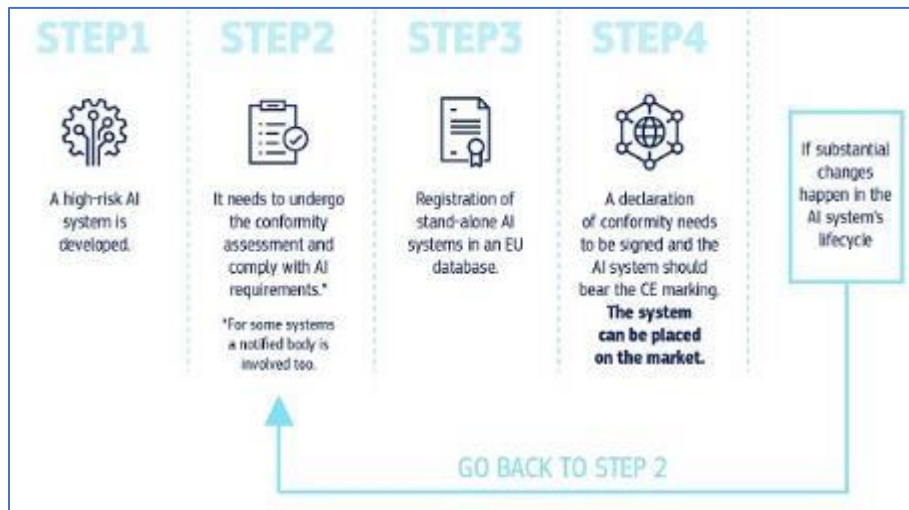 STEP1
A high-risk AI
system is
developed.
STEP2
It needs to undergo
the conformity
assessment and
comply with AI
requirements.*
*For some systems
a notified body is
involved too.
STEP3
Registration of
stand-alone AI
systems in an EU
database.
STEP4
A declaration
of conformity needs
to be signed and the
AI system should
bear the CE marking.
The system
can be placed
on the market.
If substantial
changes
happen in the
AI system's
lifecycle
GO BACK TO STEP 2